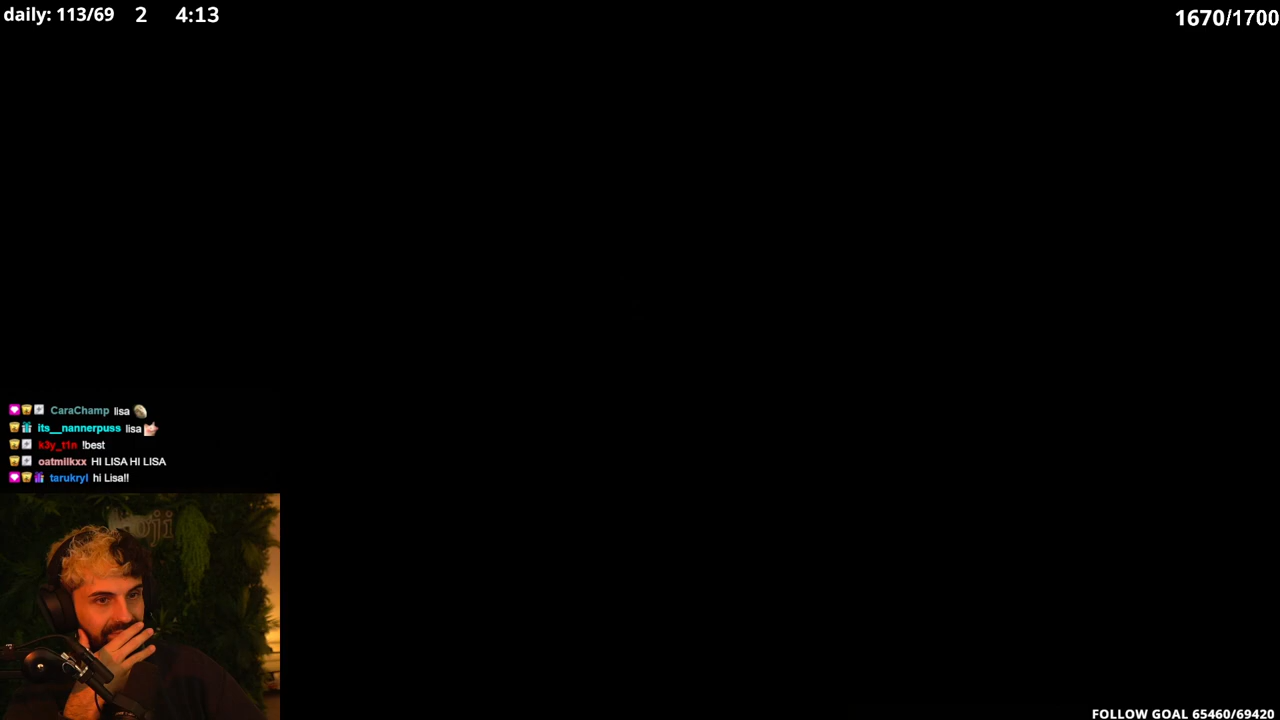 daily: 113/69 2 4:13
1670/1700
CaraChamp lisa
its__nannerpuss lisa
k3y_t1n !best
oatmilkxx HI LISA HI LISA
tarukryl hi Lisa!!
FOLLOW GOAL 65460/69420